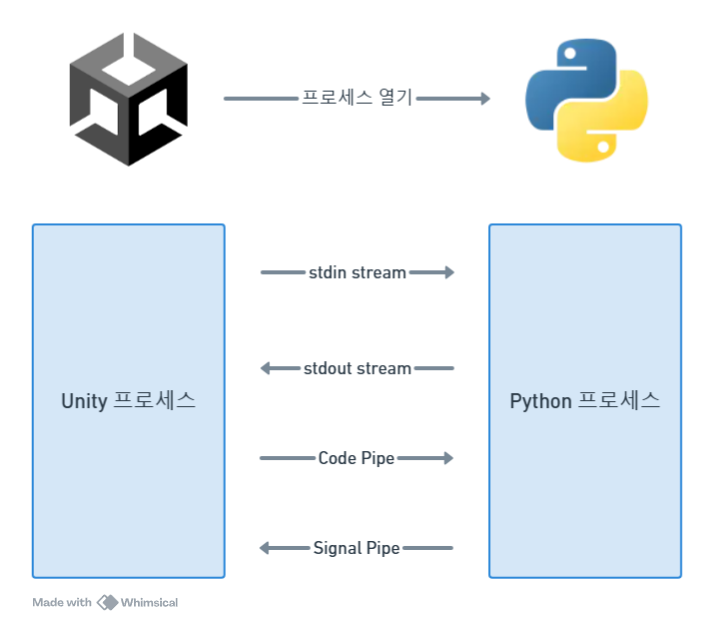 프로세스 열기
stdin stream
stdout stream
Unity 프로세스
Python 프로세스
Code Pipe
Signal Pipe
Made with Whimsical